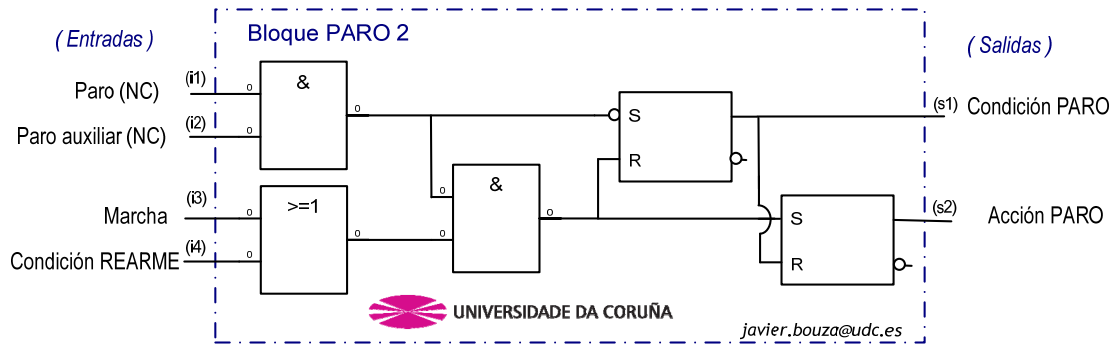 Bloque PARO 2
( Entradas )
( Salidas )
Paro (NC)
(i1)
0
Paro auxiliar (NC)
(i2)
0
&
0
Marcha
(i3)
0
Condición REARME
(i4)
0
>=1
0
0
0
&
0
S
R
(s1)
Condición PARO
S
R
(s2)
Acción PARO
UNIVERSIDADE DA CORUÑA
javier.bouza@udc.es